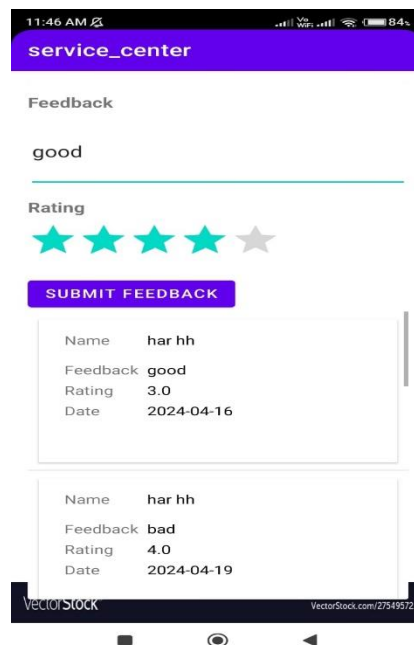 11:46 AM
Vo
WiFi
84
service_center
Feedback
good
Rating
SUBMIT FEEDBACK
Name har hh
Feedback good
Rating 3.0
Date 2024-04-16
Name har hh
Feedback bad
Rating 4.0
Date 2024-04-19
VectorStock
VectorStock.com/27549572